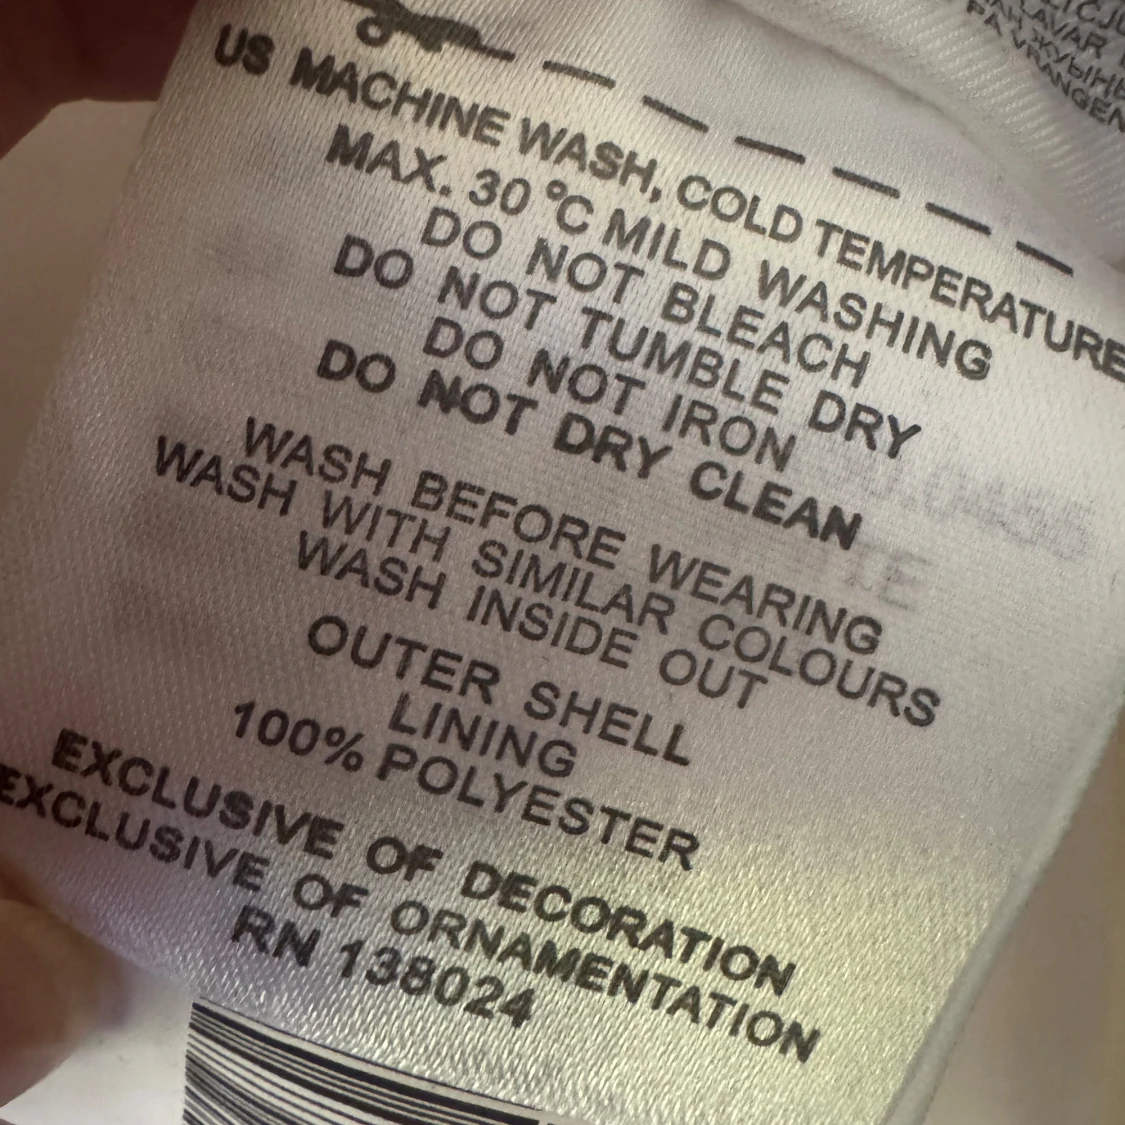 US MACHINE WASH, COLD TEMPERATURE
MAX. 30 °C MILD WASHING
DO NOT BLEACH
DO NOT TUMBLE DRY
DO NOT IRON
DO NOT DRY CLEAN
WASH BEFORE WEARING
WASH WITH SIMILAR COLOURS
WASH INSIDE OUT
OUTER SHELL
LINING
100% POLYESTER
EXCLUSIVE OF DECORATION
EXCLUSIVE OF ORNAMENTATION
RN 138024